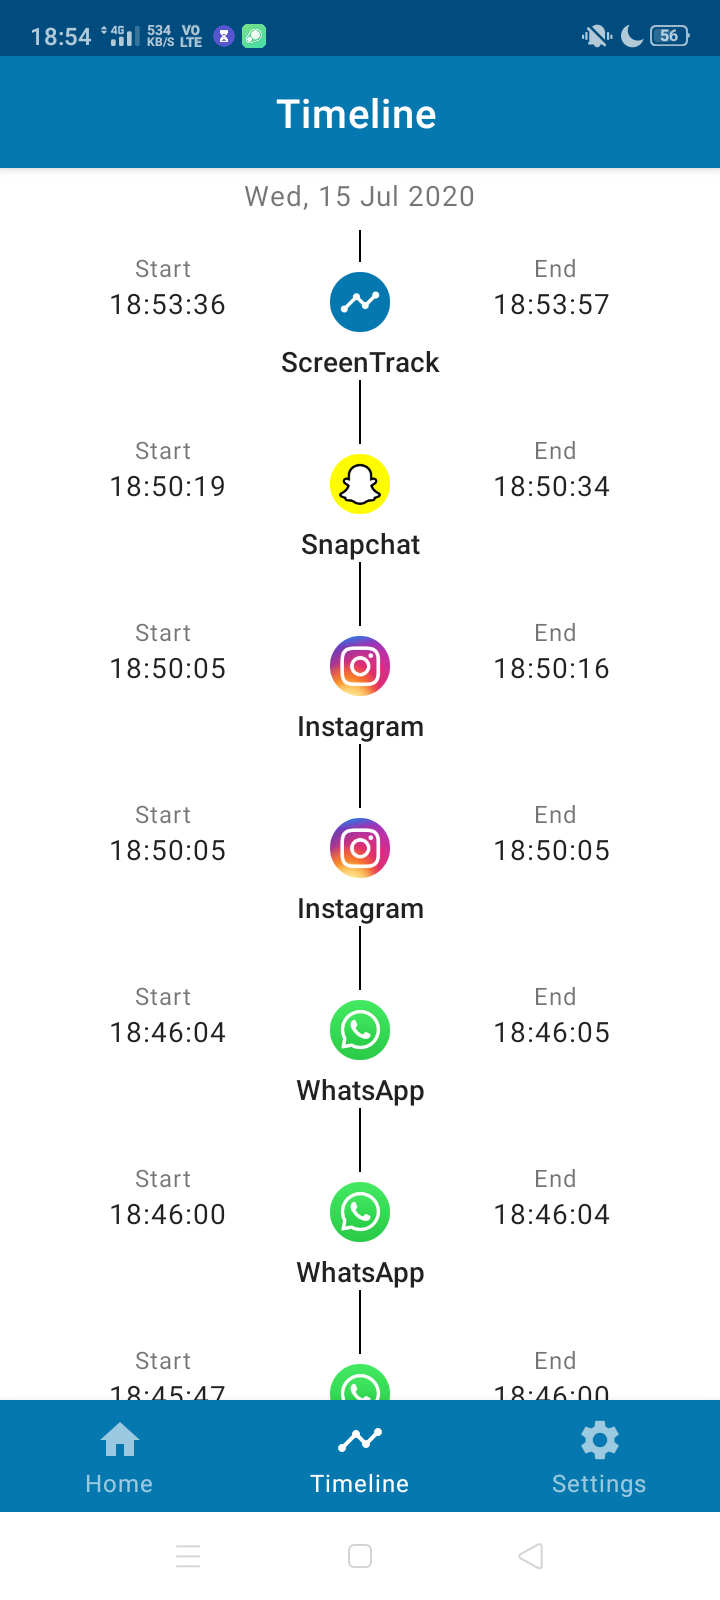 18:54 4G 534 KB/S VO LTE 56
Timeline
Wed, 15 Jul 2020
Start End
18:53:36 18:53:57
ScreenTrack
Start End
18:50:19 18:50:34
Snapchat
Start End
18:50:05 18:50:16
Instagram
Start End
18:50:05 18:50:05
Instagram
Start End
18:46:04 18:46:05
WhatsApp
Start End
18:46:00 18:46:04
WhatsApp
Start End
18:45:47 18:46:00
Home Timeline Settings